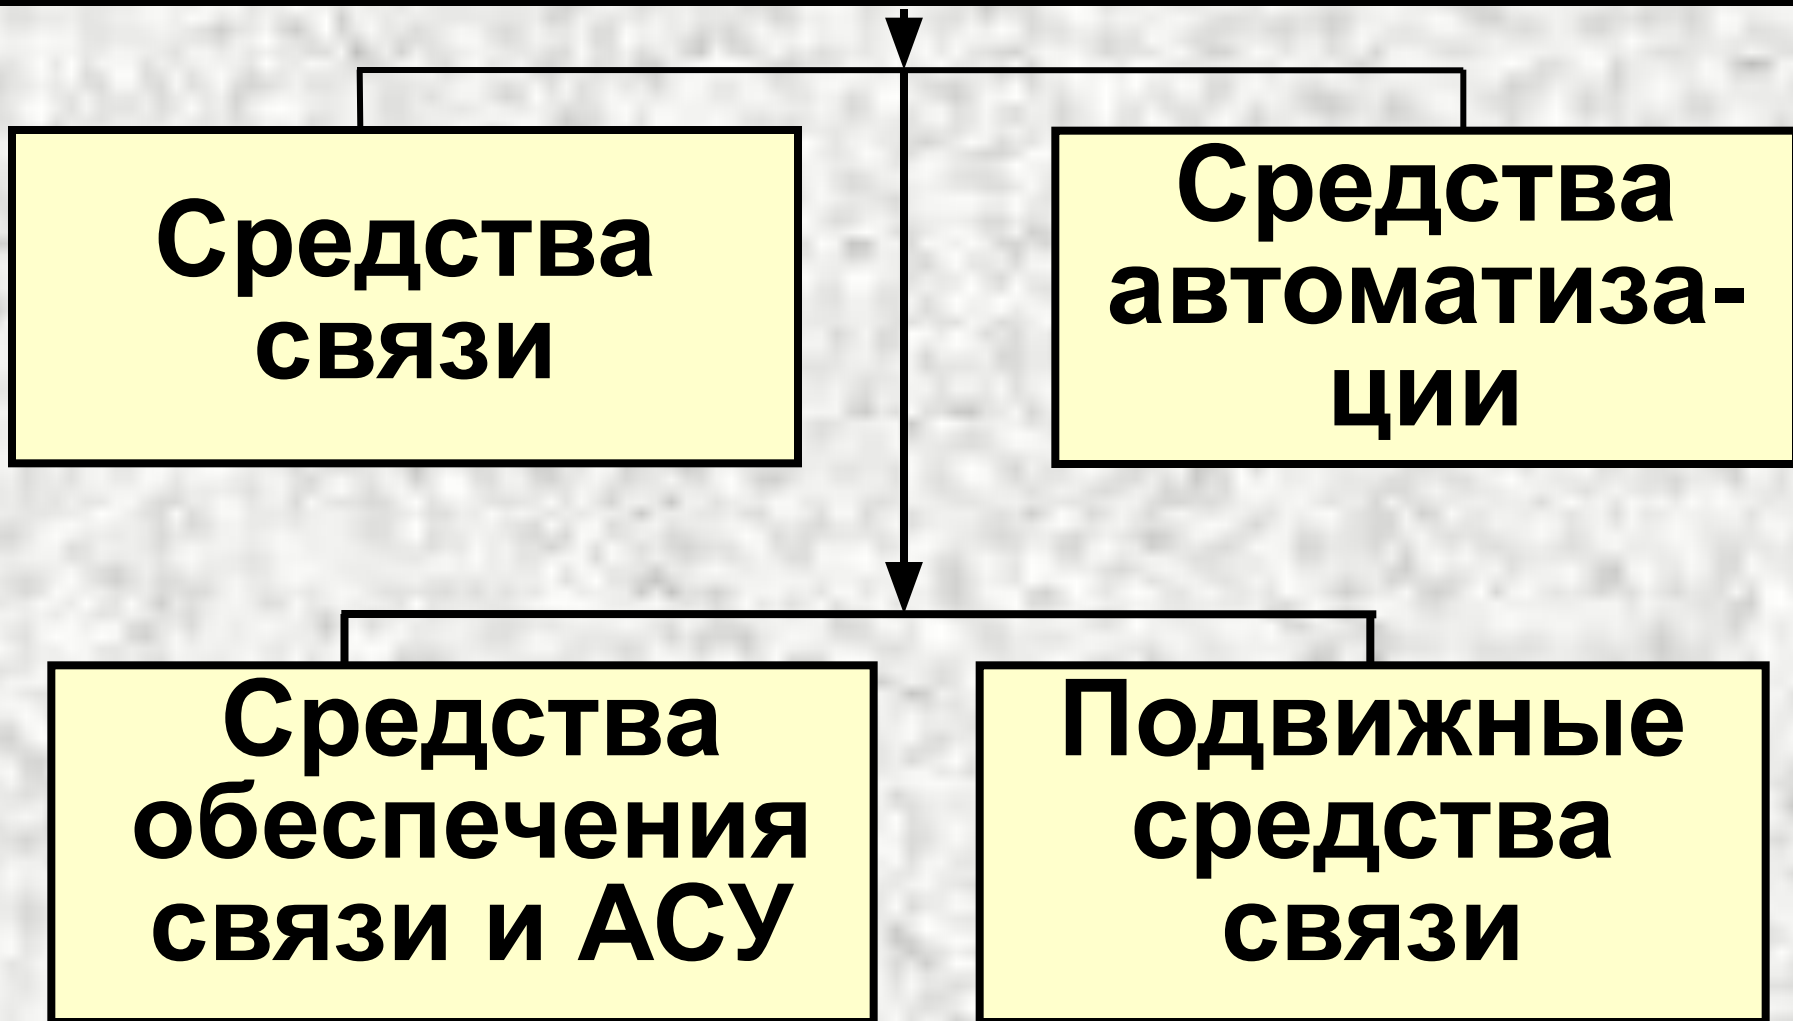 Средства
связи
Средства
автоматиза-
ции
Средства
обеспечения
связи и АСУ
Подвижные
средства
связи